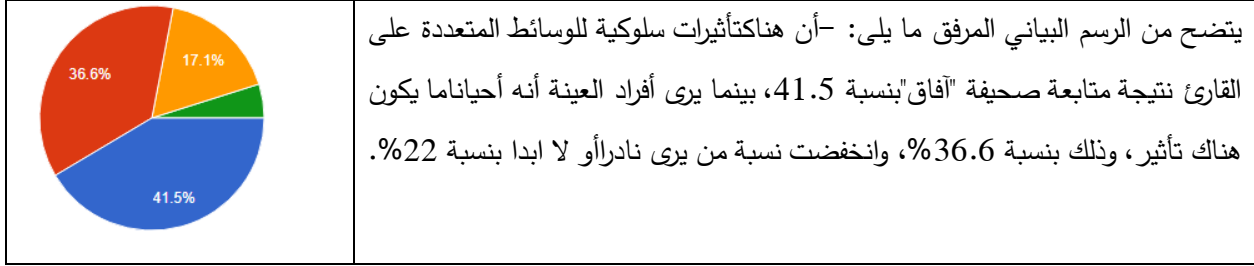 يتضح من الرسم البياني المرفق ما يلى: -أن هناكتأثيرات سلوكية للوسائط المتعددة على
القارئ نتيجة متابعة صحيفة "آفاق"بنسبة 41.5، بينما يرى أفراد العينة أنه أحياناما يكون
هناك تأثير، وذلك بنسبة 36.6%، وانخفضت نسبة من يرى نادراأو لا ابدا بنسبة 22%.
17.1%
36.6%
41.5%